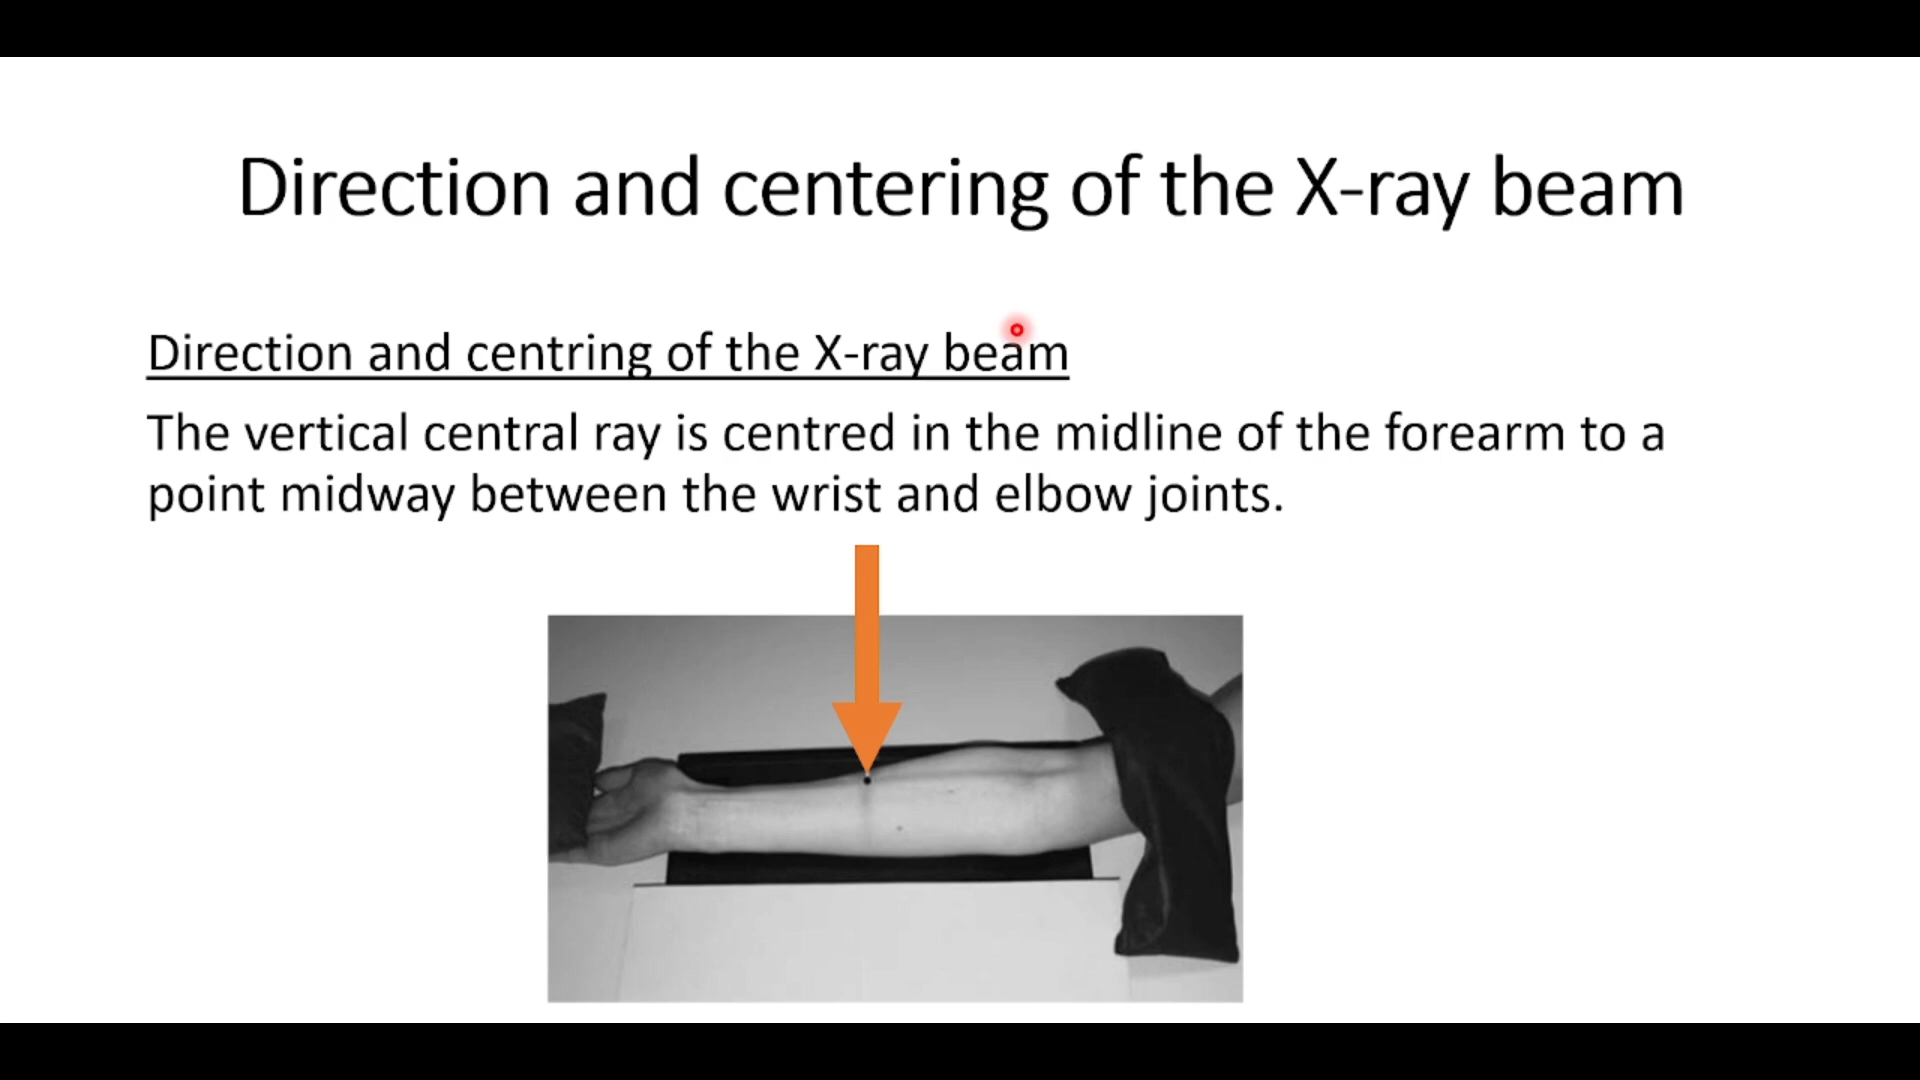 Direction and centering of the X-ray beam
Direction and centring of the X-ray beam
The vertical central ray is centred in the midline of the forearm to a
point midway between the wrist and elbow joints.